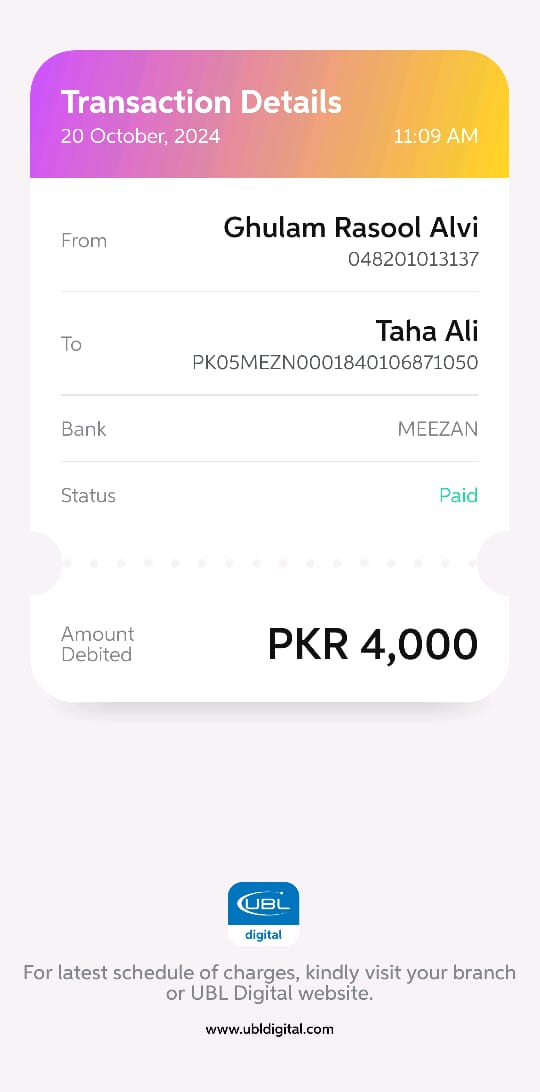 Transaction Details
20 October, 2024 11:09 AM
From Ghulam Rasool Alvi
048201013137
To Taha Ali
PK05MEZN0001840106871050
Bank MEEZAN
Status Paid
Amount
Debited PKR 4,000
UBL
digital
For latest schedule of charges, kindly visit your branch
or UBL Digital website.
www.ubldigital.com